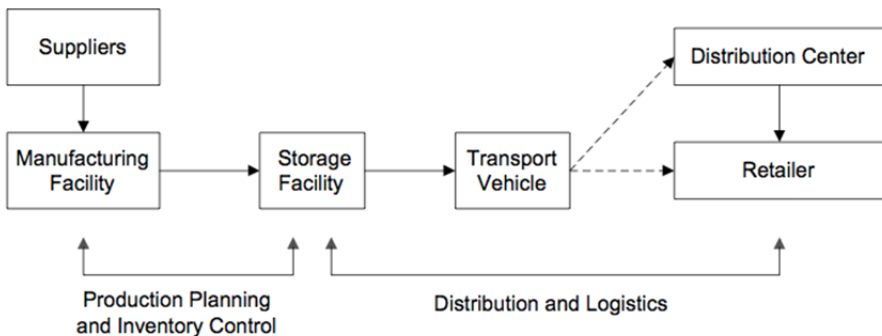 Suppliers
Distribution Center
Manufacturing
Facility
Storage
Facility
Transport
Vehicle
Retailer
Production Planning
and Inventory Control
Distribution and Logistics